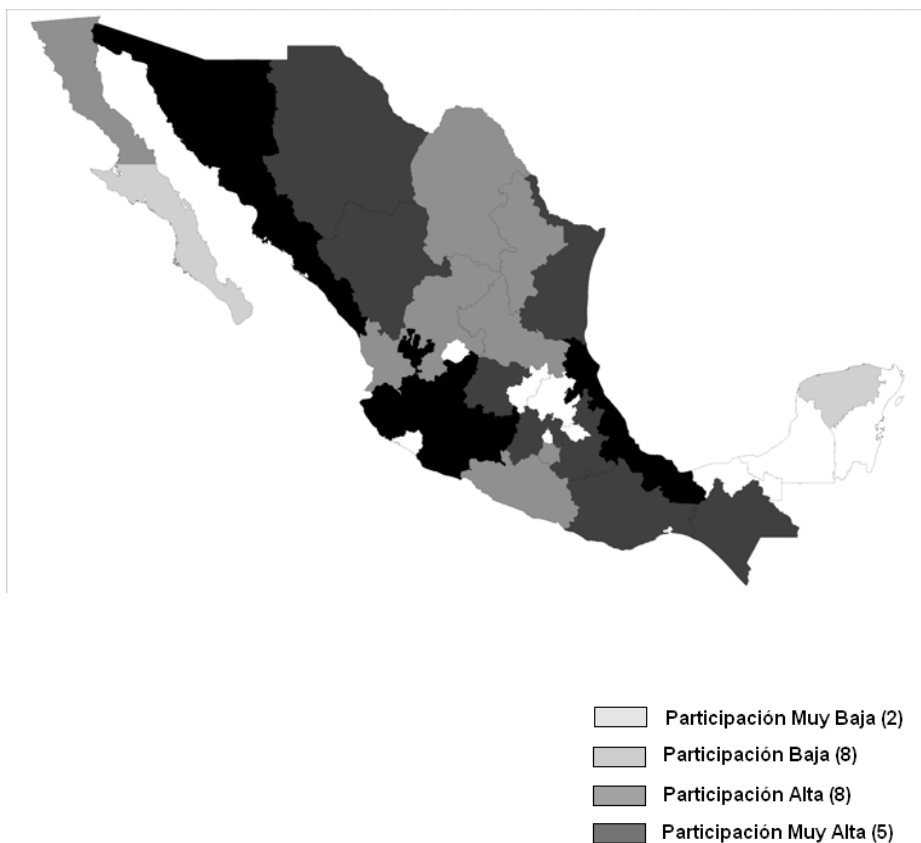 Participación Muy Baja (2)
Participación Baja (8)
Participación Alta (8)
Participación Muy Alta (5)